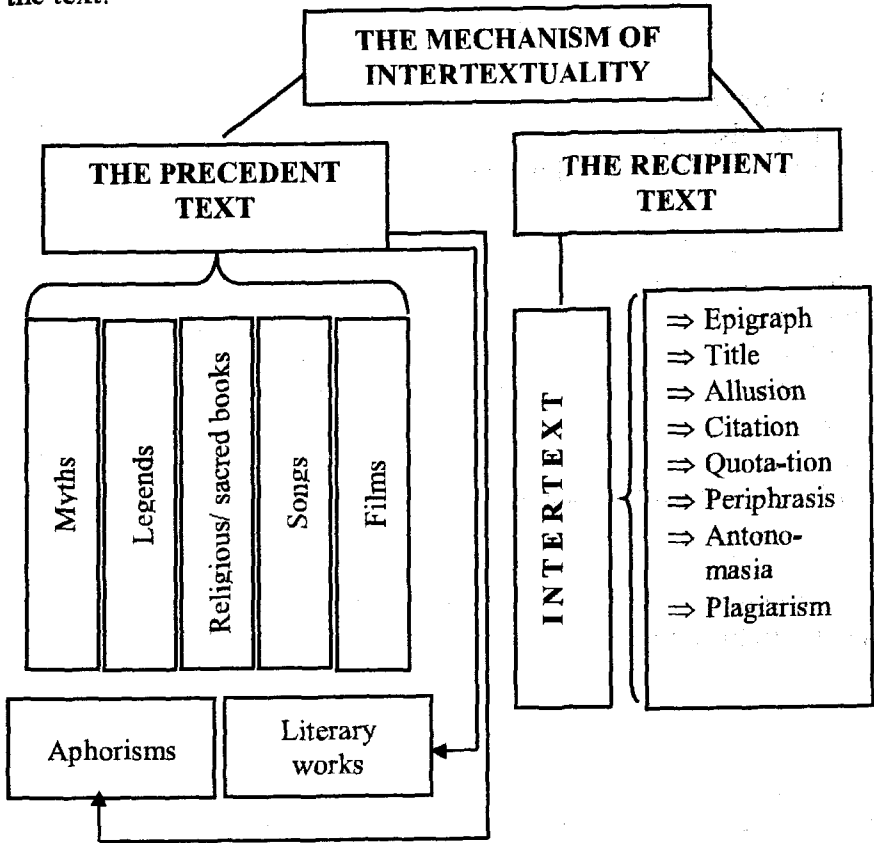 the text.
THE MECHANISM OF
INTERTEXTUALITY
THE PRECEDENT
TEXT
THE RECIPIENT
TEXT
Myths
Legends
Religious/ sacred books
Songs
Films
Aphorisms
Literary
works
INTERTEXT
⇒ Epigraph
⇒ Title
⇒ Allusion
⇒ Citation
⇒ Quota-tion
⇒ Periphrasis
⇒ Antono-
masia
⇒ Plagiarism